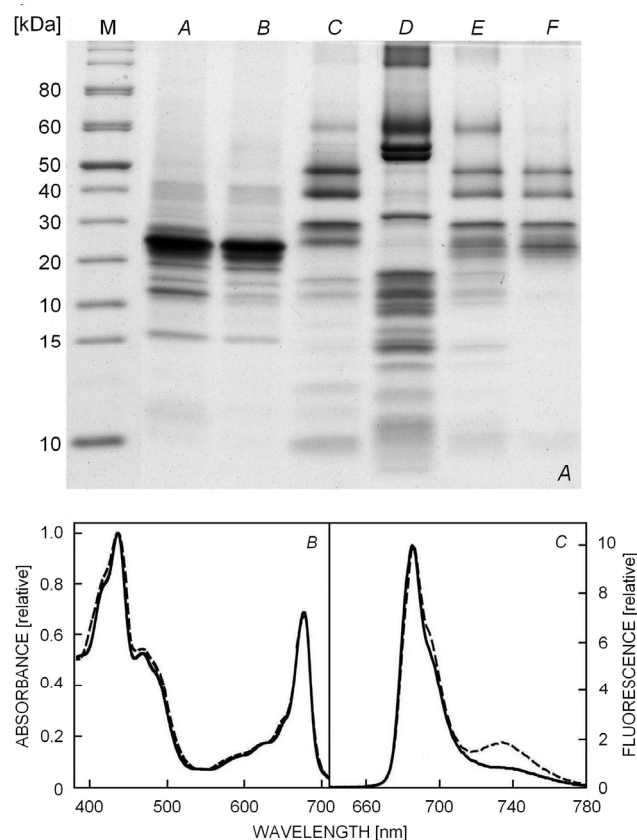 [kDa] M A B C D E F
80
60
50
40
30
20
10
15
10
A
1.0
0.8
0.6
0.4
0.2
0
B
C
10
8
6
4
2
0
ABSORBANCE [relative]
FLUORESCENCE [relative]
400 500 600 700 660 700 740 780
WAVELENGTH [nm]